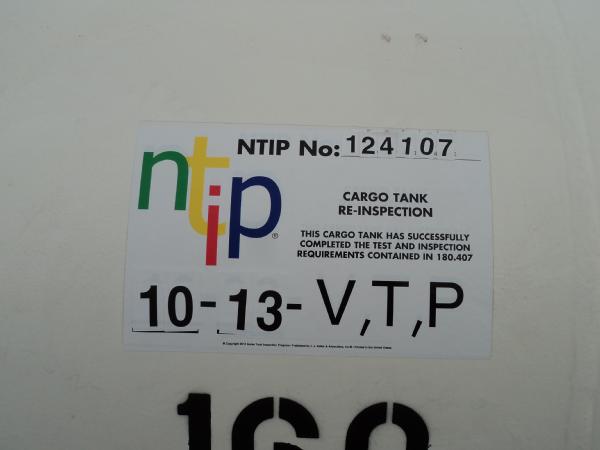 ntip®
NTIP No: 124107
CARGO TANK
RE-INSPECTION
THIS CARGO TANK HAS SUCCESSFULLY
COMPLETED THE TEST AND INSPECTION
REQUIREMENTS CONTAINED IN 180.407
10-13-V,T,P